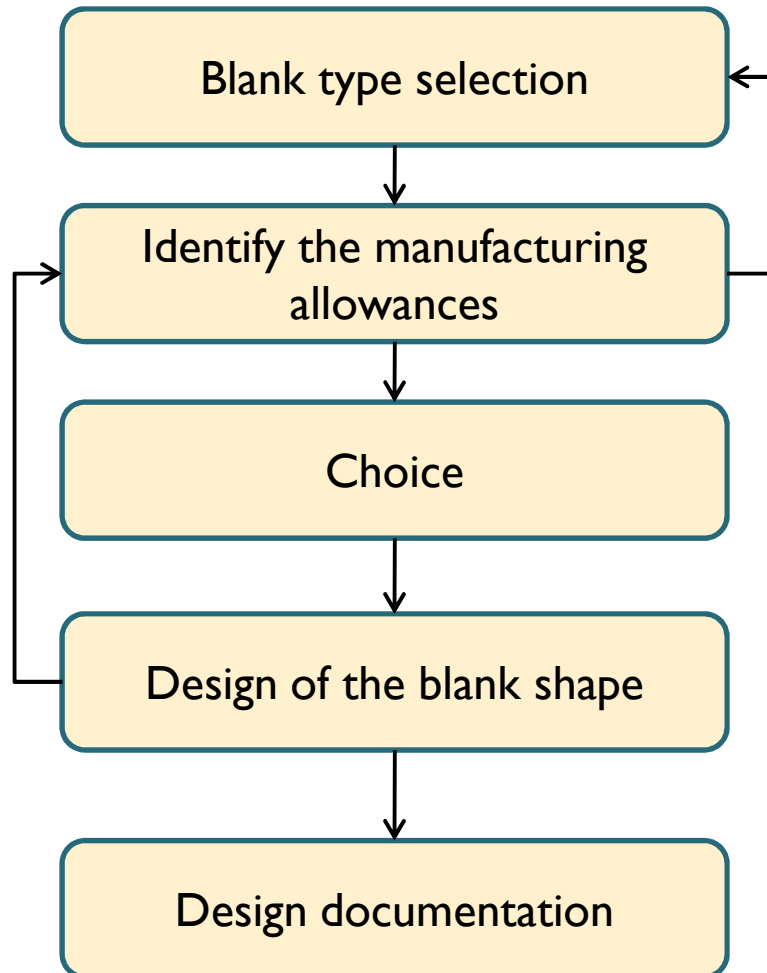 Blank type selection
Identify the manufacturing
allowances
Choice
Design of the blank shape
Design documentation